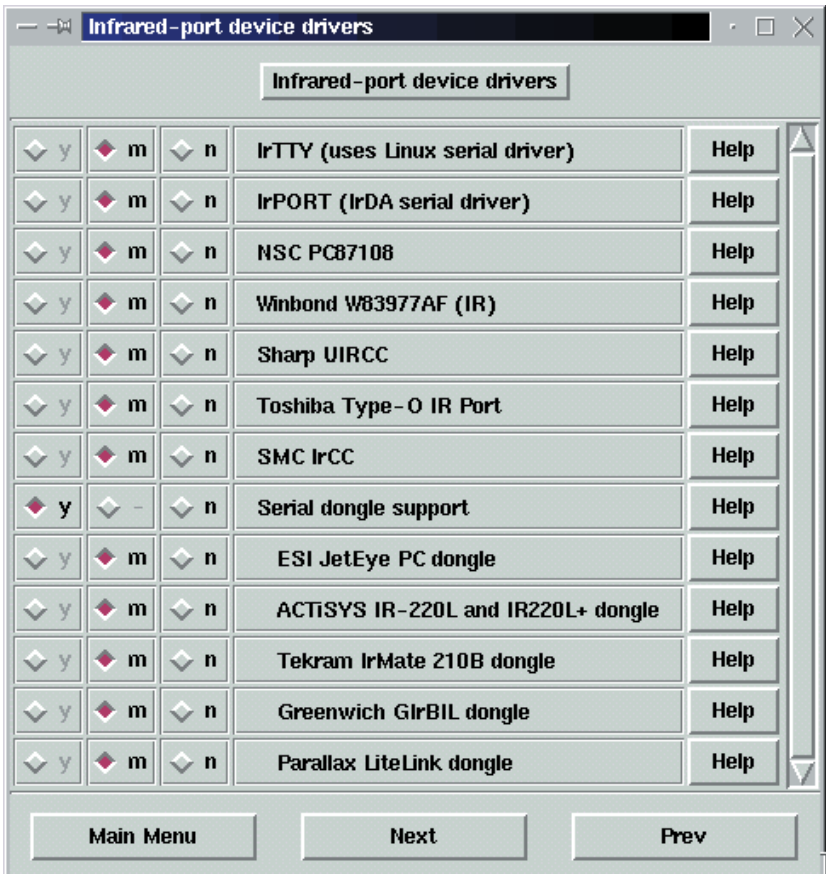 Infrared-port device drivers
Infrared-port device drivers
y m n IrTTY (uses Linux serial driver) Help
y m n IrPORT (IrDA serial driver) Help
y m n NSC PC87108 Help
y m n Winbond W83977AF (IR) Help
y m n Sharp UIRCC Help
y m n Toshiba Type-O IR Port Help
y m n SMC IrCC Help
y - n Serial dongle support Help
y m n ESI JetEye PC dongle Help
y m n ACTiSYS IR-220L and IR220L+ dongle Help
y m n Tekram IrMate 210B dongle Help
y m n Greenwich GIrBIL dongle Help
y m n Parallax LiteLink dongle Help
Main Menu Next Prev